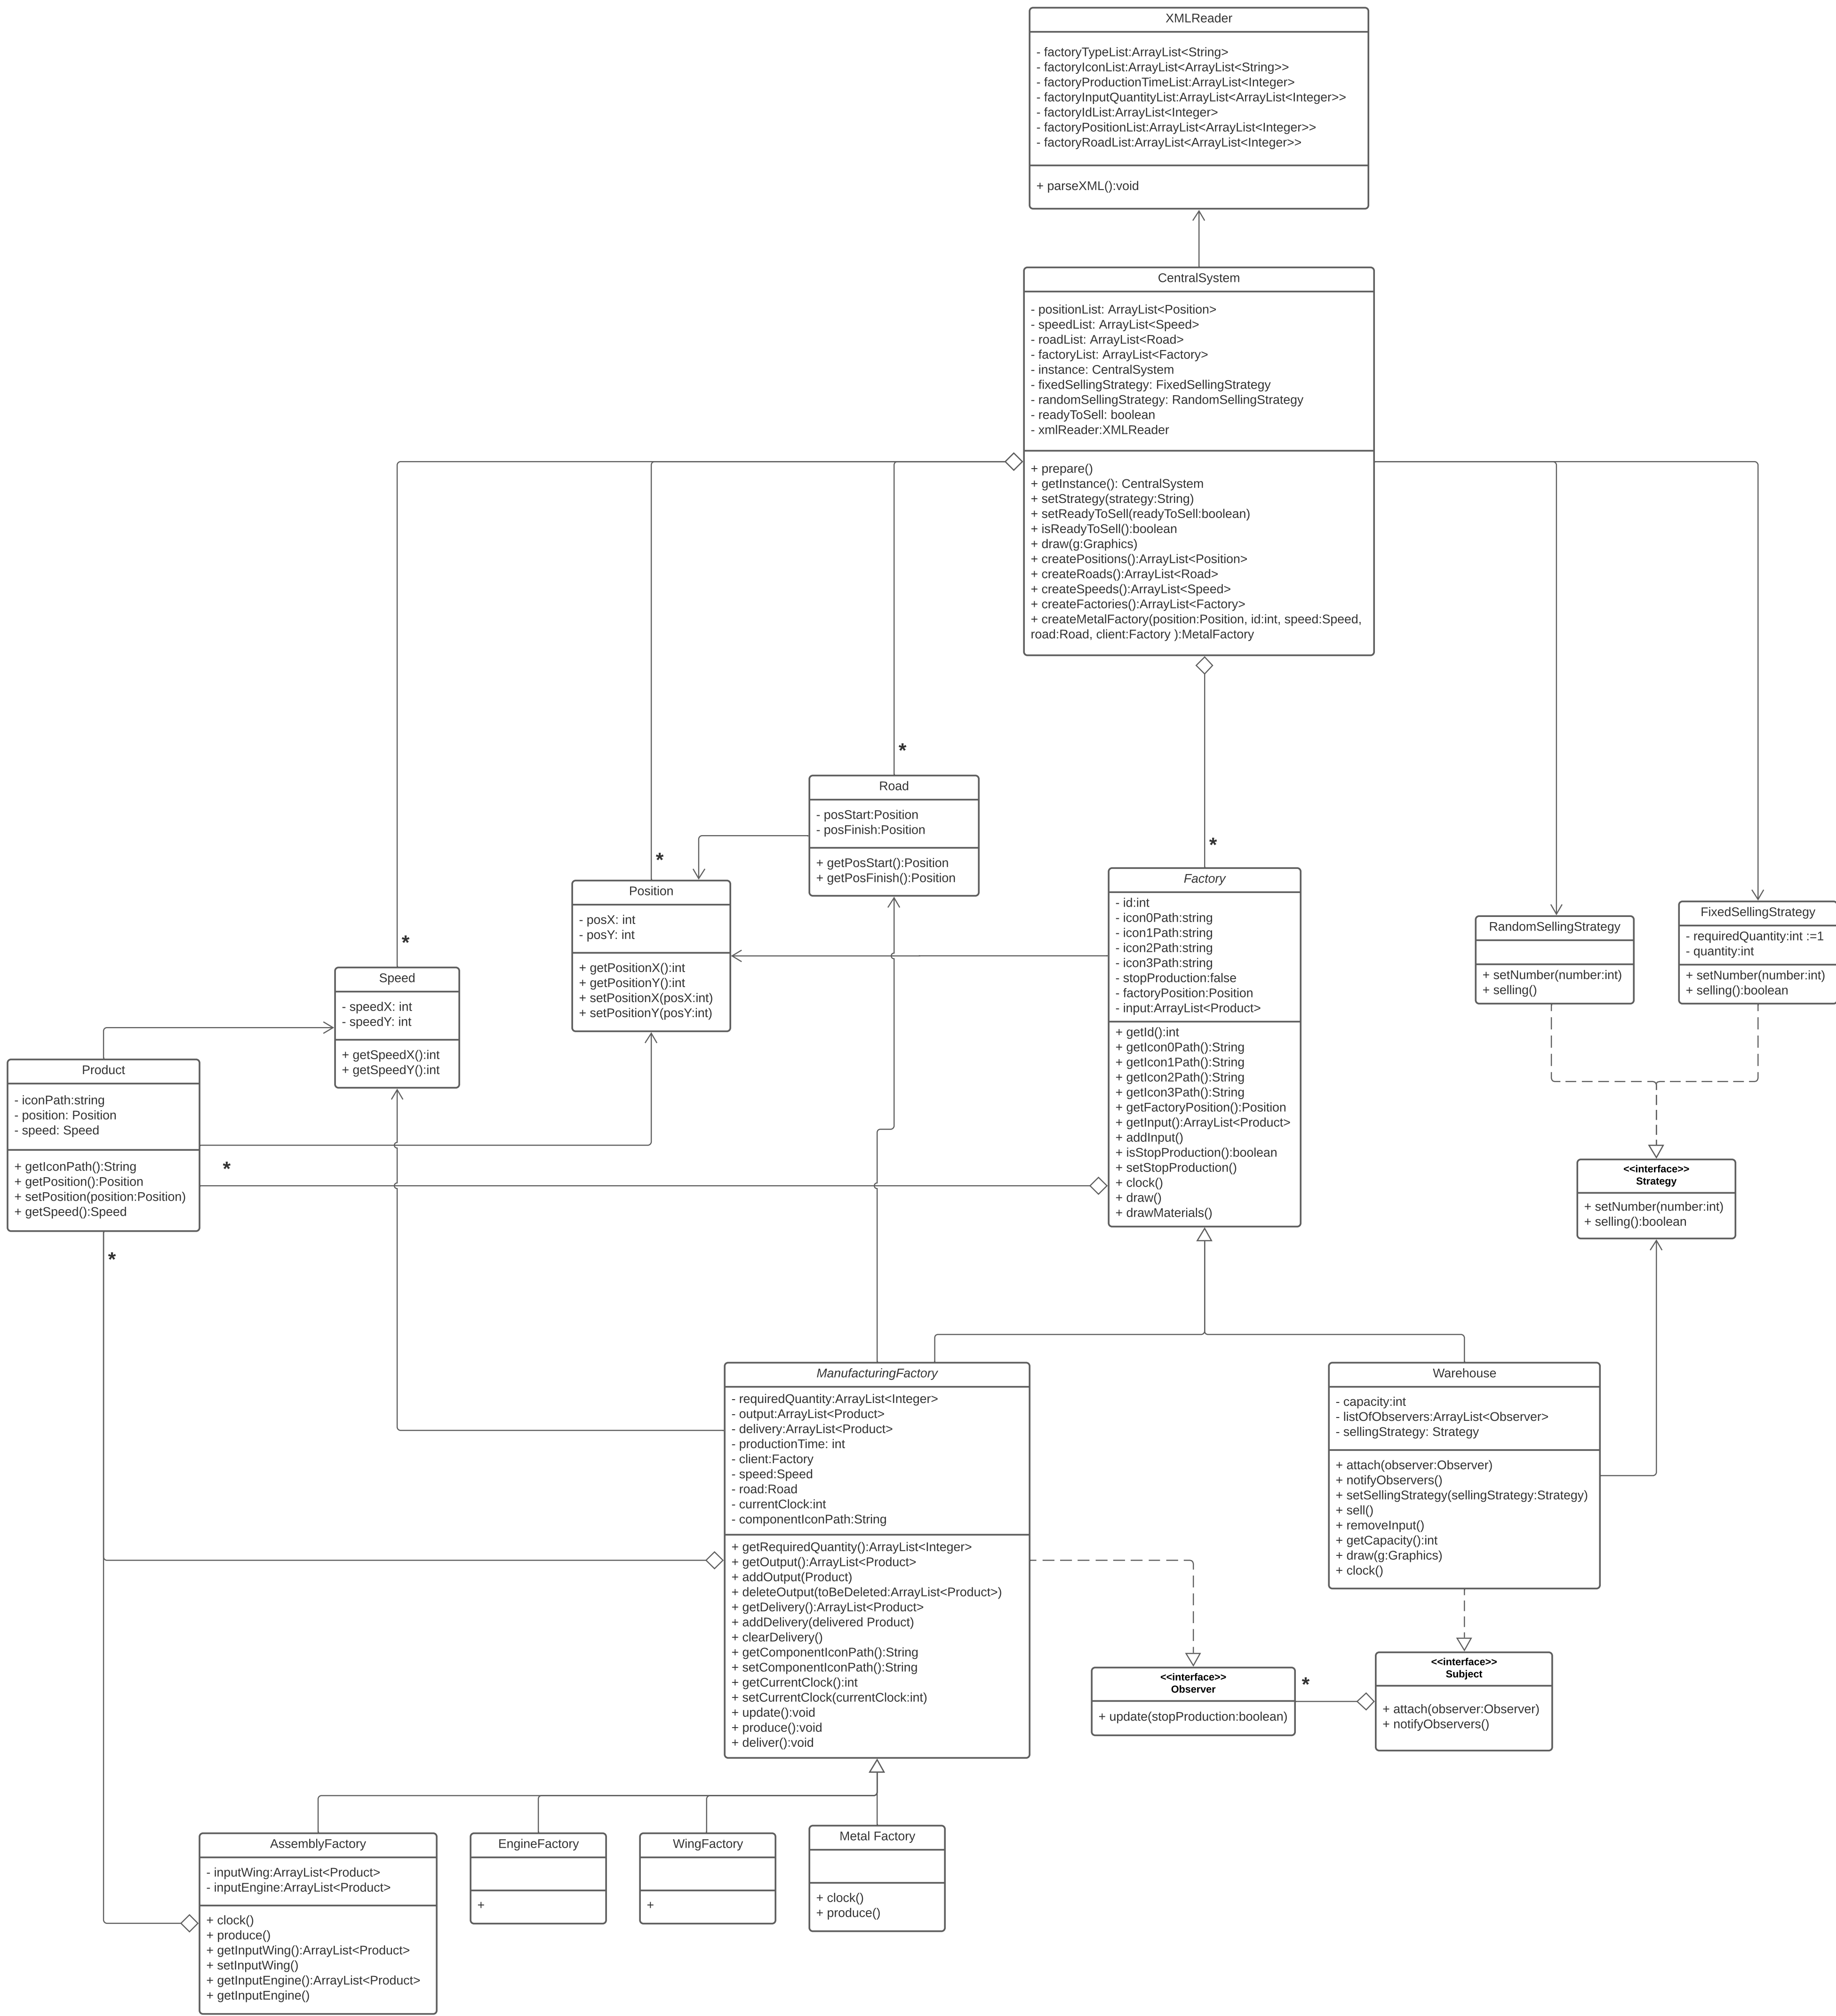 XMLReader
- factoryTypeList:ArrayList<String>
- factoryIconList:ArrayList<ArrayList<String>>
- factoryProductionTimeList:ArrayList<Integer>
- factoryInputQuantityList:ArrayList<ArrayList<Integer>>
- factoryIdList:ArrayList<Integer>
- factoryPositionList:ArrayList<ArrayList<Integer>>
- factoryRoadList:ArrayList<ArrayList<Integer>>
+ parseXML():void
CentralSystem
- positionList: ArrayList<Position>
- speedList: ArrayList<Speed>
- roadList: ArrayList<Road>
- factoryList: ArrayList<Factory>
- instance: CentralSystem
- fixedSellingStrategy: FixedSellingStrategy
- randomSellingStrategy: RandomSellingStrategy
- readyToSell: boolean
- xmlReader:XMLReader
+ prepare()
+ getInstance(): CentralSystem
+ setStrategy(strategy:String)
+ setReadyToSell(readyToSell:boolean)
+ isReadyToSell():boolean
+ draw(g:Graphics)
+ createPositions():ArrayList<Position>
+ createRoads():ArrayList<Road>
+ createSpeeds():ArrayList<Speed>
+ createFactories():ArrayList<Factory>
+ createMetalFactory(position:Position, id:int, speed:Speed,
road:Road, client:Factory ):MetalFactory
*
Road
- posStart:Position
- posFinish:Position
+ getPosStart():Position
+ getPosFinish():Position
*
Position
- posX: int
- posY: int
+ getPositionX():int
+ getPositionY():int
+ setPositionX(posX:int)
+ setPositionY(posY:int)
*
Speed
- speedX: int
- speedY: int
+ getSpeedX():int
+ getSpeedY():int
*
Factory
- id:int
- icon0Path:string
- icon1Path:string
- icon2Path:string
- icon3Path:string
- stopProduction:false
- factoryPosition:Position
- input:ArrayList<Product>
+ getId():int
+ getIcon0Path():String
+ getIcon1Path():String
+ getIcon2Path():String
+ getIcon3Path():String
+ getFactoryPosition():Position
+ getInput():ArrayList<Product>
+ addInput()
+ isStopProduction():boolean
+ setStopProduction()
+ clock()
+ draw()
+ drawMaterials()
RandomSellingStrategy
+ setNumber(number:int)
+ selling()
FixedSellingStrategy
- requiredQuantity:int :=1
- quantity:int
+ setNumber(number:int)
+ selling():boolean
Product
- iconPath:string
- position: Position
- speed: Speed
+ getIconPath():String
+ getPosition():Position
+ setPosition(position:Position)
+ getSpeed():Speed
*
*
<<interface>>
Strategy
+ setNumber(number:int)
+ selling():boolean
ManufacturingFactory
- requiredQuantity:ArrayList<Integer>
- output:ArrayList<Product>
- delivery:ArrayList<Product>
- productionTime: int
- client:Factory
- speed:Speed
- road:Road
- currentClock:int
- componentIconPath:String
+ getRequiredQuantity():ArrayList<Integer>
+ getOutput():ArrayList<Product>
+ addOutput(Product)
+ deleteOutput(toBeDeleted:ArrayList<Product>)
+ getDelivery():ArrayList<Product>
+ addDelivery(delivered Product)
+ clearDelivery()
+ getComponentIconPath():String
+ setComponentIconPath():String
+ getCurrentClock():int
+ setCurrentClock(currentClock:int)
+ update():void
+ produce():void
+ deliver():void
Warehouse
- capacity:int
- listOfObservers:ArrayList<Observer>
- sellingStrategy: Strategy
+ attach(observer:Observer)
+ notifyObservers()
+ setSellingStrategy(sellingStrategy:Strategy)
+ sell()
+ removeInput()
+ getCapacity():int
+ draw(g:Graphics)
+ clock()
<<interface>>
Observer
+ update(stopProduction:boolean)
*
<<interface>>
Subject
+ attach(observer:Observer)
+ notifyObservers()
AssemblyFactory
- inputWing:ArrayList<Product>
- inputEngine:ArrayList<Product>
+ clock()
+ produce()
+ getInputWing():ArrayList<Product>
+ setInputWing()
+ getInputEngine():ArrayList<Product>
+ getInputEngine()
EngineFactory
+
WingFactory
+
Metal Factory
+ clock()
+ produce()